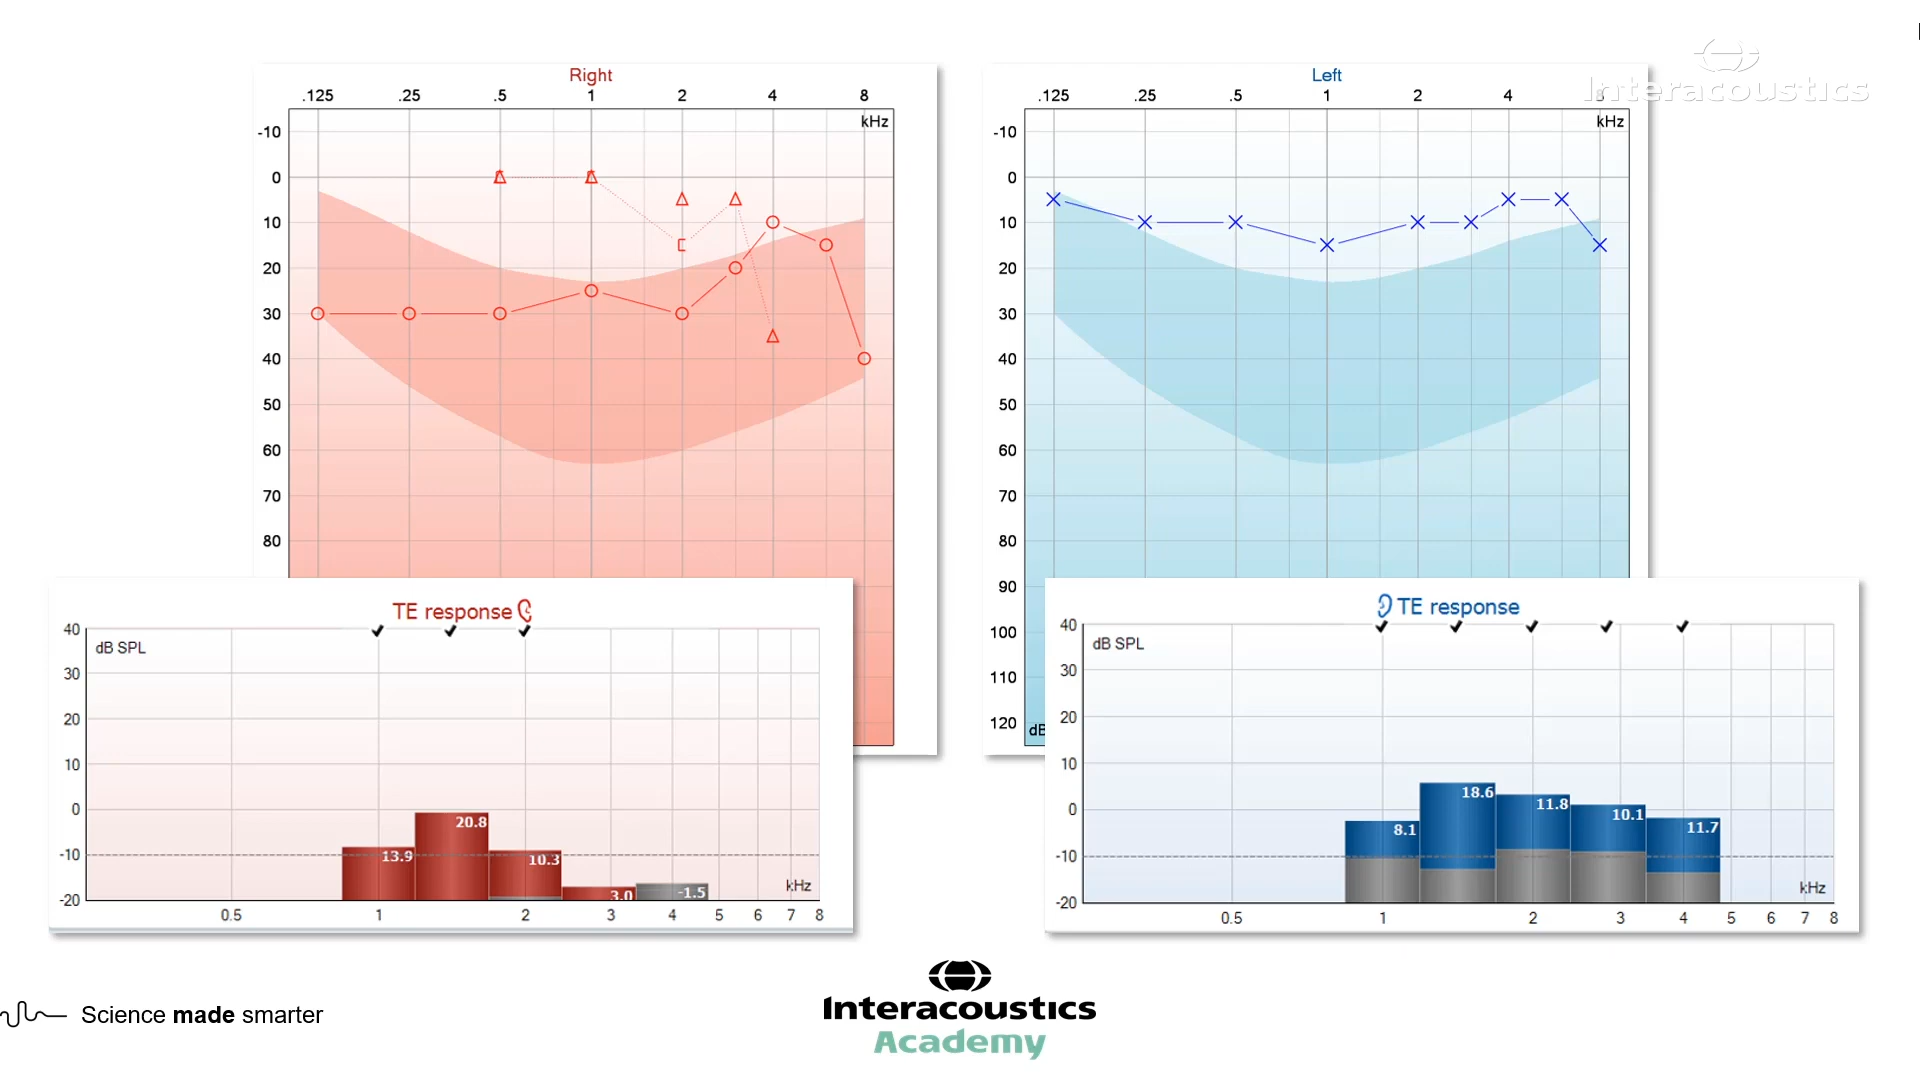 Interacoustics
Right
.125 .25 .5 1 2 4 8
kHz
-10
0
10
20
30
40
50
60
70
80
Left
.125 .25 .5 1 2 4 8
kHz
-10
0
10
20
30
40
50
60
70
80
90
100
110
120
dB
TE response
40
dB SPL
30
20
10
0
-10
-20
13.9 20.8 10.3 3.0 -1.5
kHz
0.5 1 2 3 4 5 6 7 8
TE response
40
dB SPL
30
20
10
0
-10
-20
8.1 18.6 11.8 10.1 11.7
kHz
0.5 1 2 3 4 5 6 7 8
Science made smarter
Interacoustics
Academy